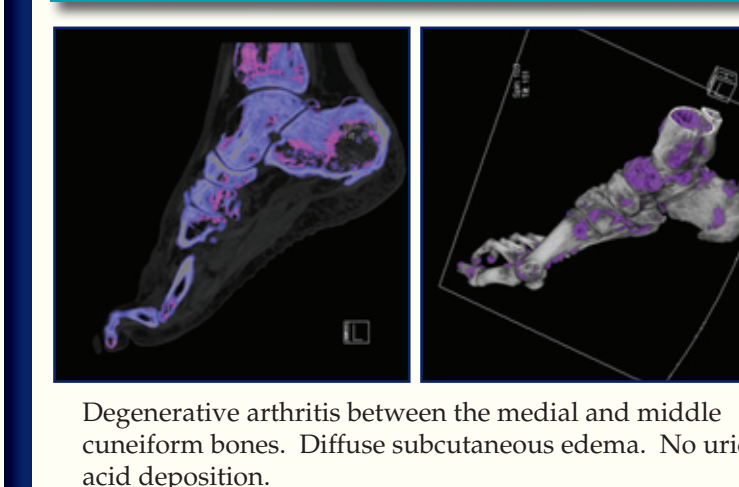 L
Degenerative arthritis between the medial and middle
cuneiform bones.  Diffuse subcutaneous edema.  No
acid deposition.